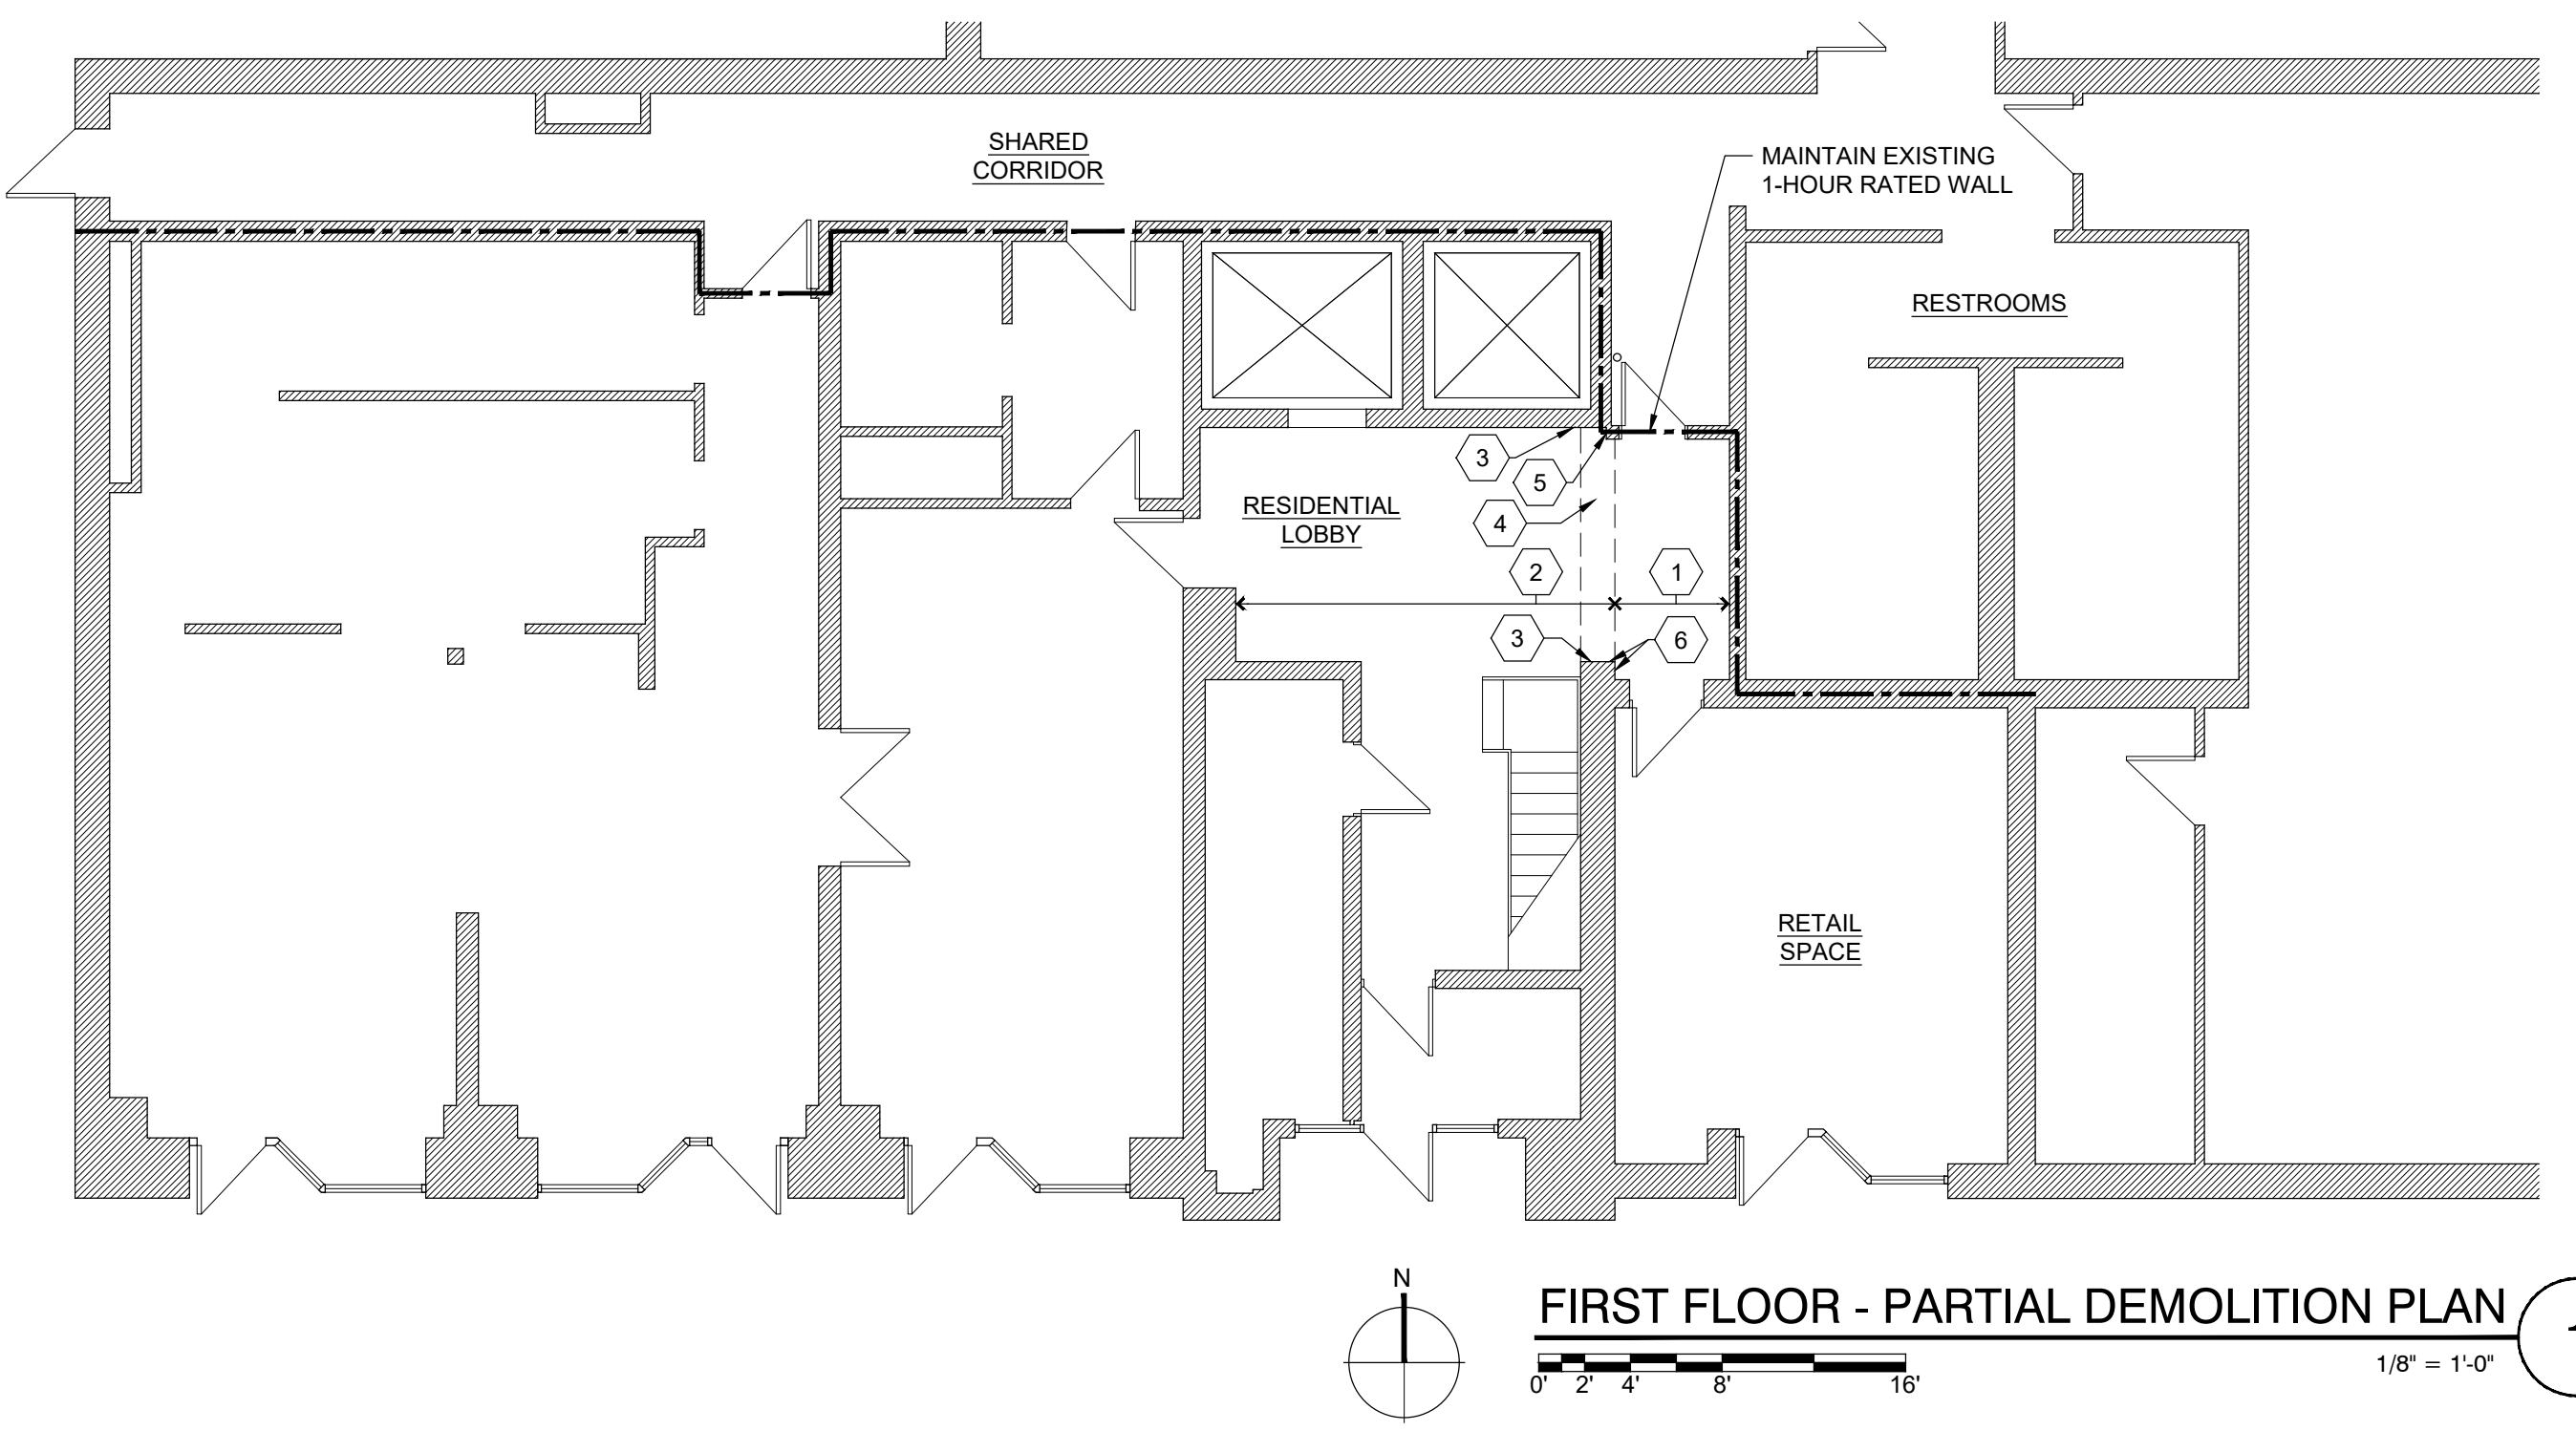 SHARED
CORRIDOR
MAINTAIN EXISTING
1-HOUR RATED WALL
RESTROOMS
3
5
RESIDENTIAL
LOBBY
4
2
1
3
6
RETAIL
SPACE
N
FIRST FLOOR - PARTIAL DEMOLITION PLAN
0' 2' 4' 8' 16'
1/8" = 1'-0"